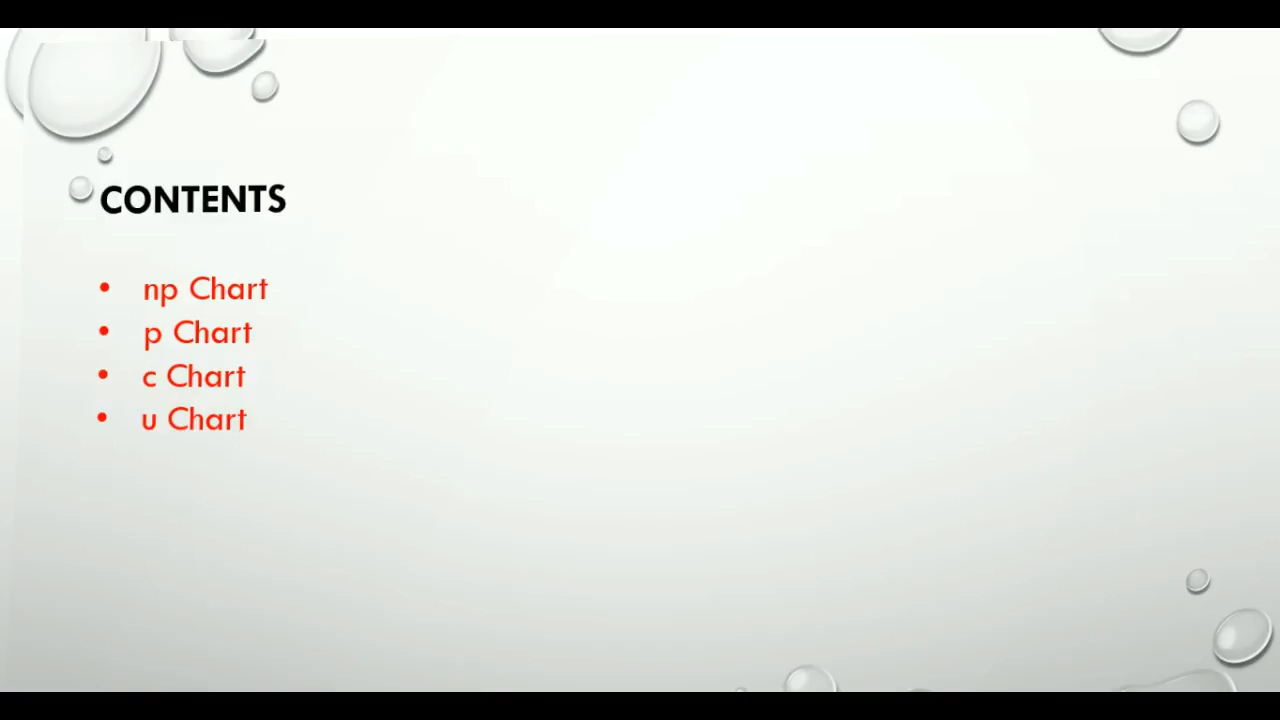 CONTENTS
• np Chart
• p Chart
• c Chart
• u Chart